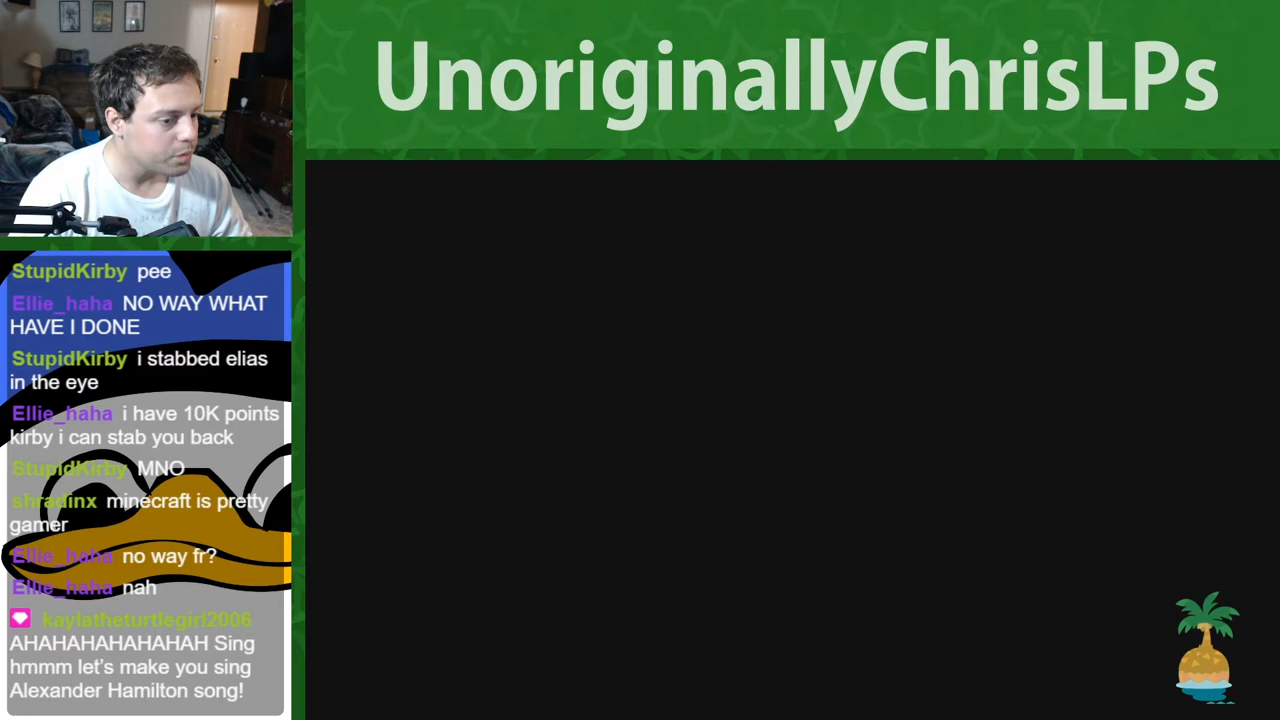 UnoriginallyChrisLPs
StupidKirby pee
Ellie_haha NO WAY WHAT
HAVE I DONE
StupidKirby i stabbed elias
in the eye
Ellie_haha i have 10K points
kirby i can stab you back
StupidKirby MNO
shradinx minecraft is pretty
gamer
Ellie_haha no way fr?
Ellie_haha nah
kaylatheturtlegirl2006
AHAHAHAHAHAHAH Sing
hmmm let's make you sing
Alexander Hamilton song!